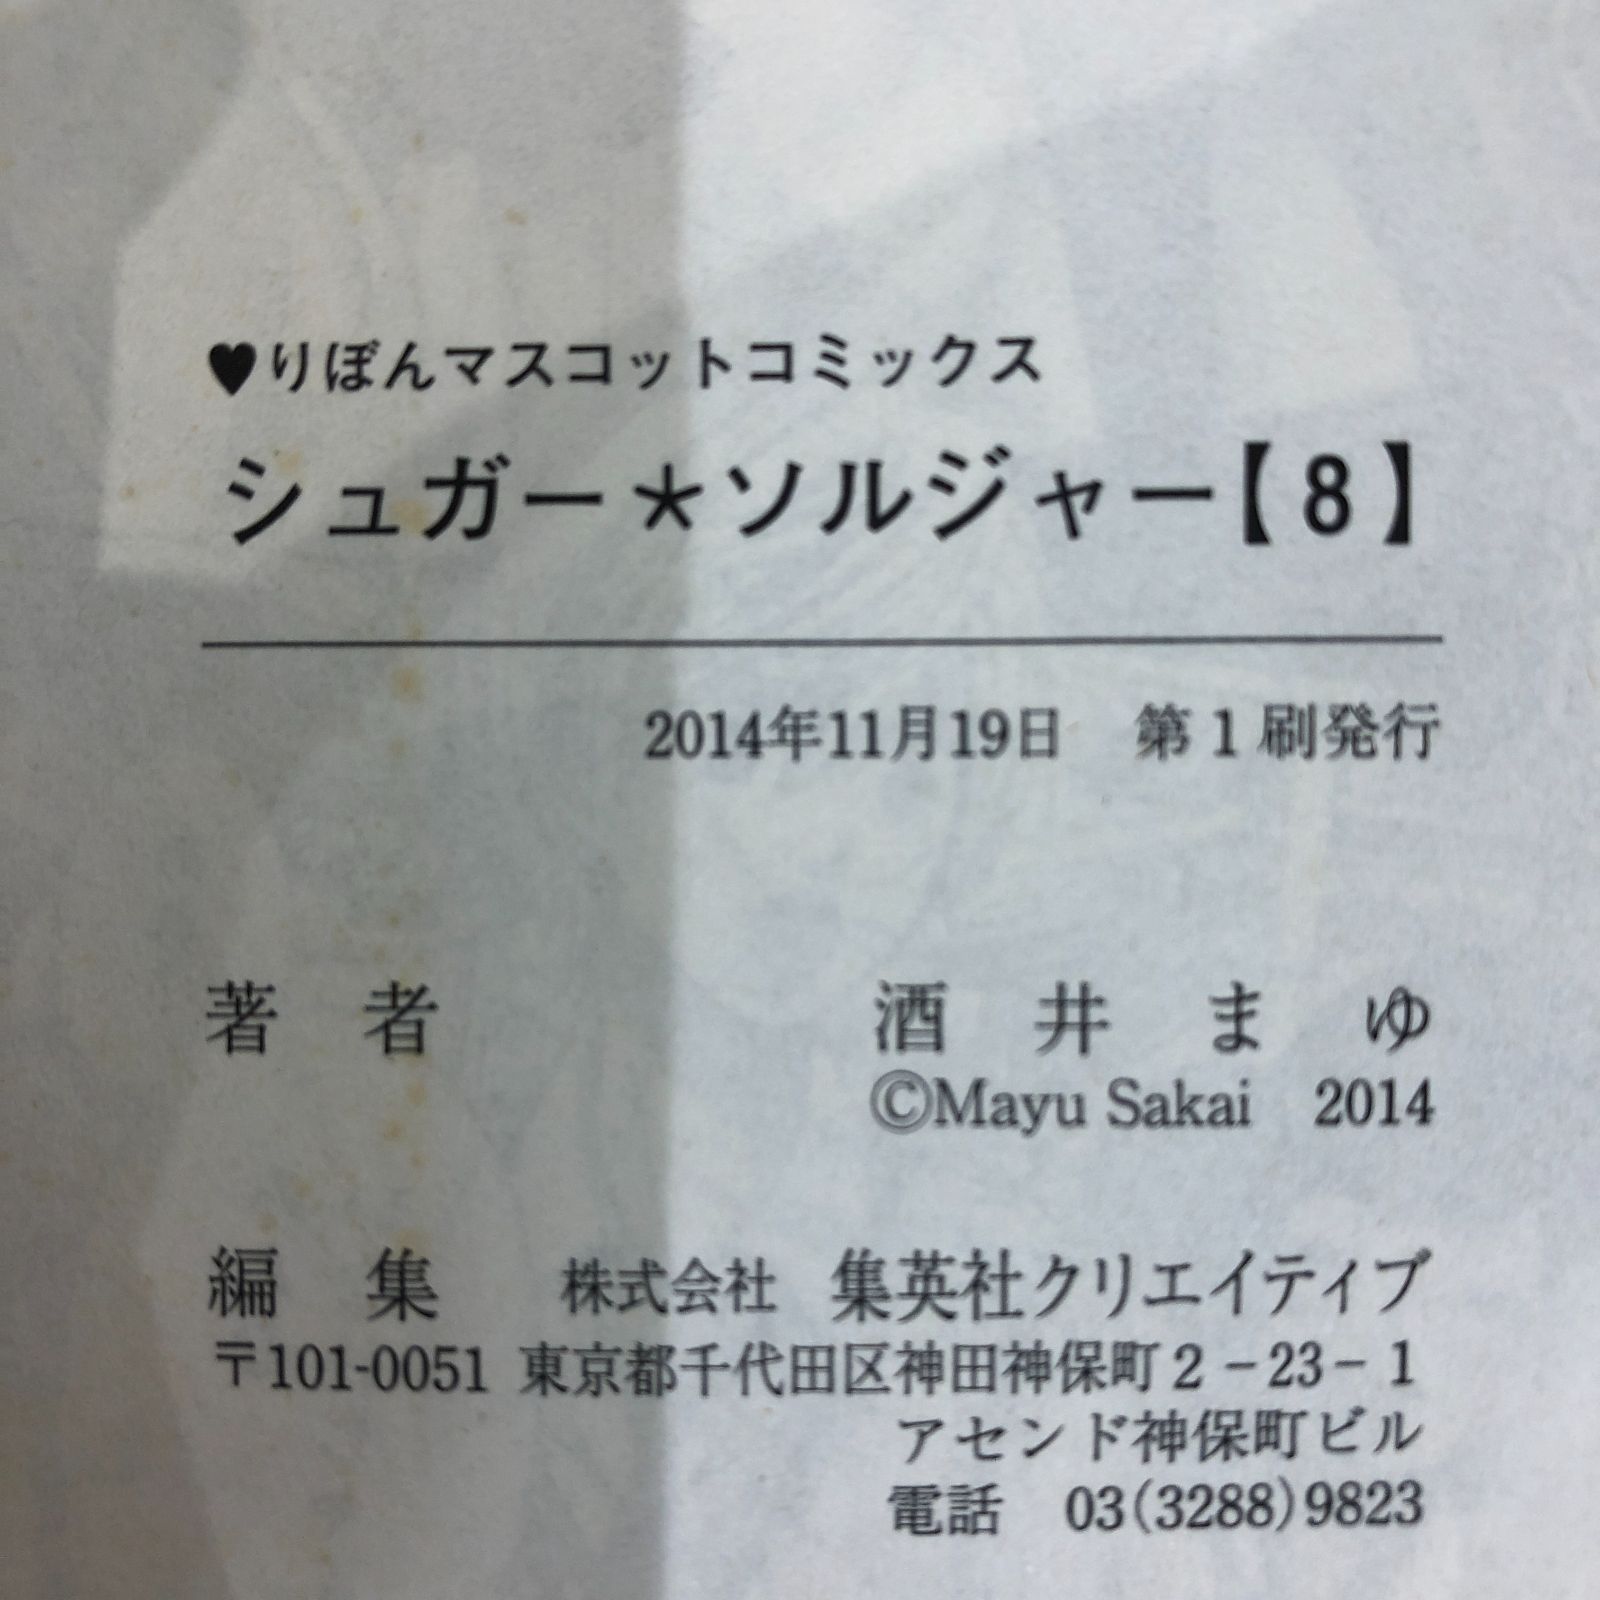 ♥りぼんマスコットコミックス
シュガー＊ソルジャー【8】
2014年11月19日　第1刷発行
著　者　酒　井　ま　ゆ
©Mayu Sakai　2014
編　集　株式会社　集英社クリエイティブ
〒101-0051　東京都千代田区神田神保町2－23－1
アセンド神保町ビル
電話　03(3288)9823